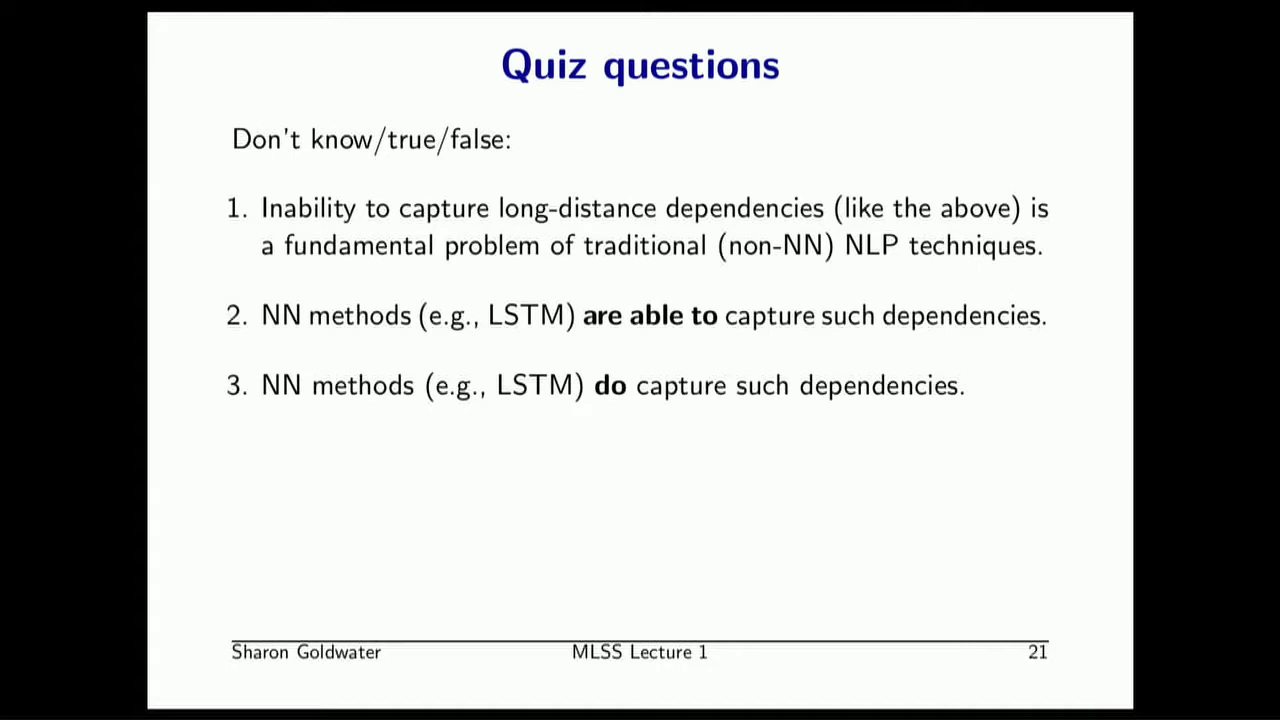 Quiz questions
Don't know/true/false:
1. Inability to capture long-distance dependencies (like the above) is
a fundamental problem of traditional (non-NN) NLP techniques.
2. NN methods (e.g., LSTM) are able to capture such dependencies.
3. NN methods (e.g., LSTM) do capture such dependencies.
Sharon Goldwater MLSS Lecture 1 21